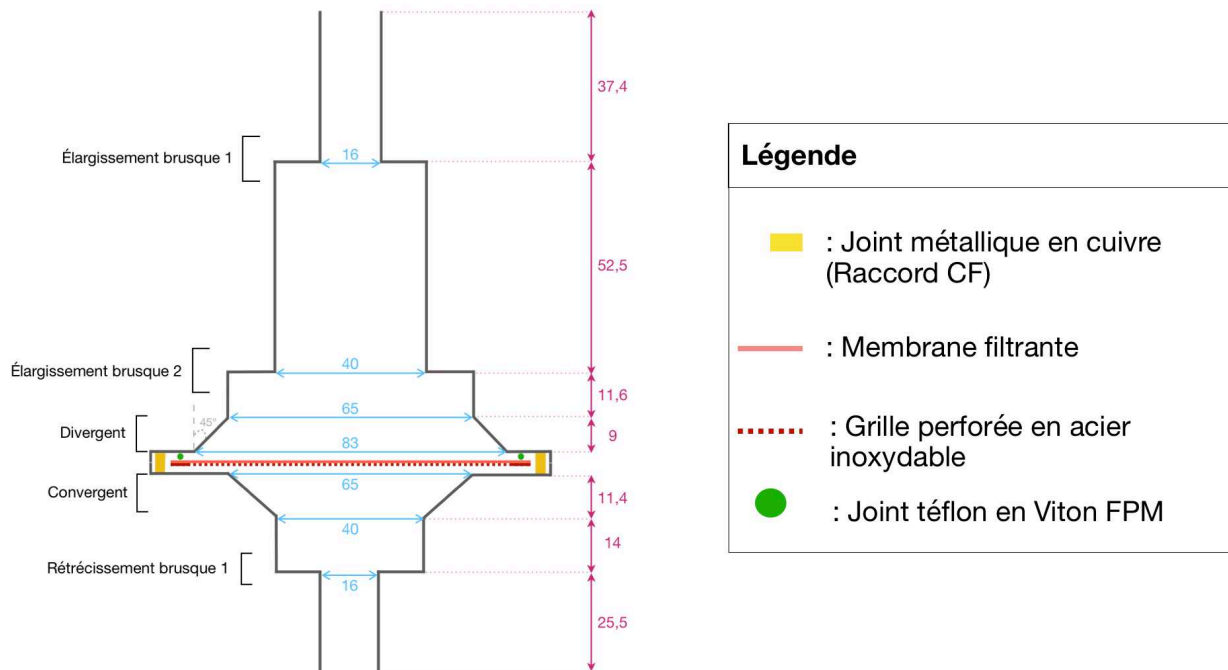 37,4
Élargissement brusque 1
16
52,5
Élargissement brusque 2
40
11,6
65
45°
Divergent
9
83
Convergent
65
11,4
40
14
Rétrécissement brusque 1
16
25,5
Légende
: Joint métallique en cuivre
(Raccord CF)
: Membrane filtrante
: Grille perforée en acier
inoxydable
: Joint téflon en Viton FPM